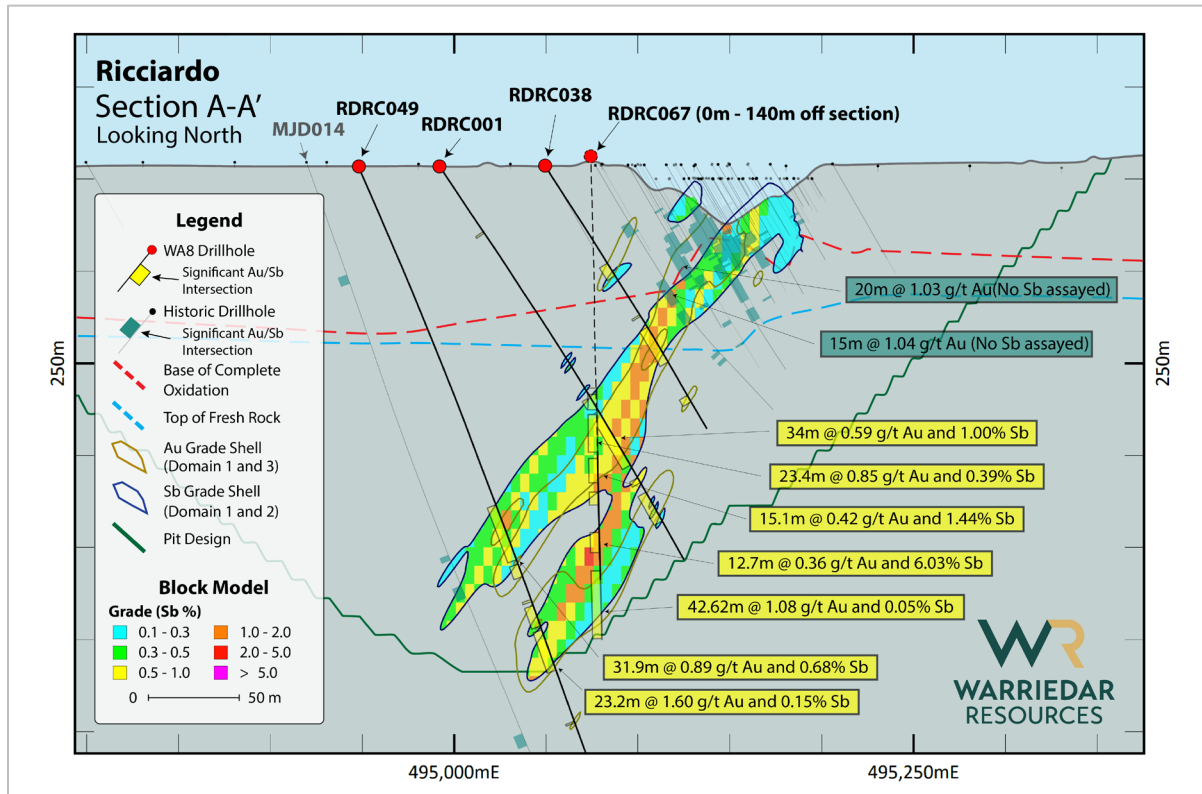 Ricciardo
Section A-A’
Looking North
MJD014
RDRC049
RDRC001
RDRC038
RDRC067 (0m - 140m off section)
Legend
WA8 Drillhole
Significant Au/Sb
Intersection
Historic Drillhole
Significant Au/Sb
Intersection
Base of Complete
Oxidation
Top of Fresh Rock
Au Grade Shell
(Domain 1 and 3)
Sb Grade Shell
(Domain 1 and 2)
Pit Design
Block Model
Grade (Sb %)
0.1 - 0.3
1.0 - 2.0
0.3 - 0.5
2.0 - 5.0
0.5 - 1.0
> 5.0
0
50 m
250m
250m
20m @ 1.03 g/t Au(No Sb assayed)
15m @ 1.04 g/t Au (No Sb assayed)
34m @ 0.59 g/t Au and 1.00% Sb
23.4m @ 0.85 g/t Au and 0.39% Sb
15.1m @ 0.42 g/t Au and 1.44% Sb
12.7m @ 0.36 g/t Au and 6.03% Sb
42.62m @ 1.08 g/t Au and 0.05% Sb
31.9m @ 0.89 g/t Au and 0.68% Sb
23.2m @ 1.60 g/t Au and 0.15% Sb
WR
WARRIEDAR
RESOURCES
495,000mE
495,250mE